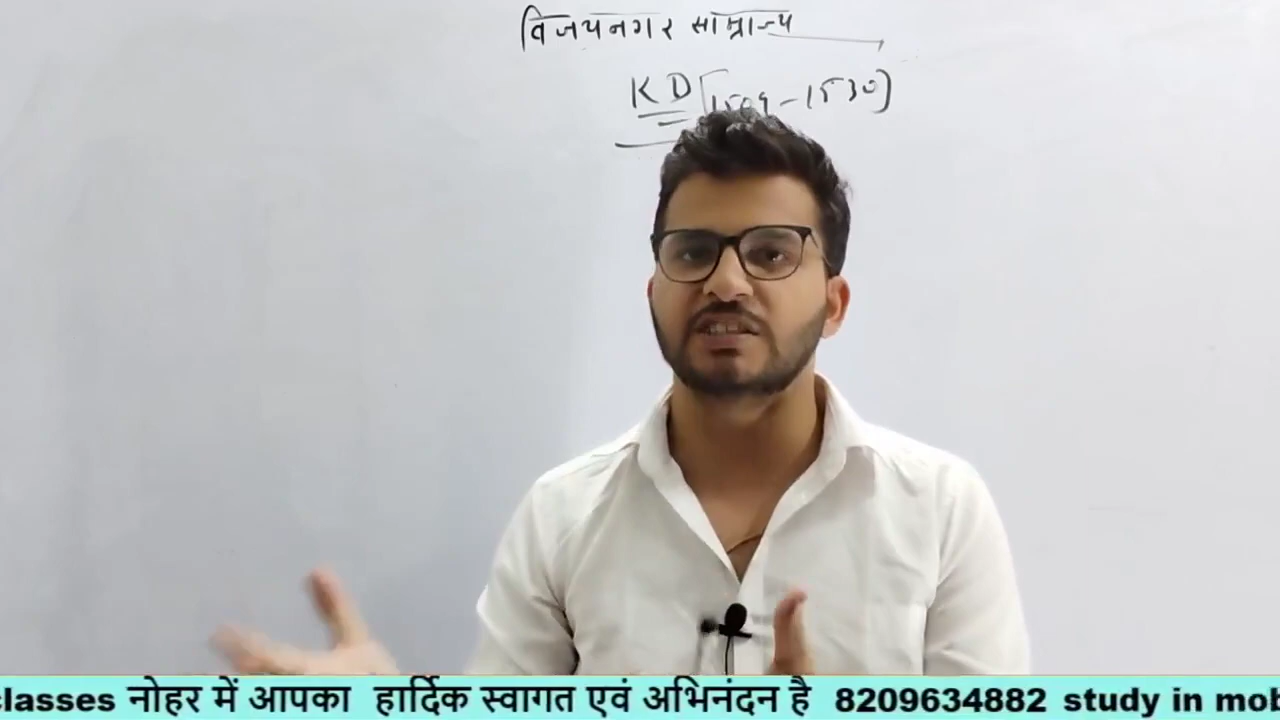 विजयनगर साम्राज्य
KD [1509-1530]
classes नोहर में आपका हार्दिक स्वागत एवं अभिनंदन है 8209634882 study in mob